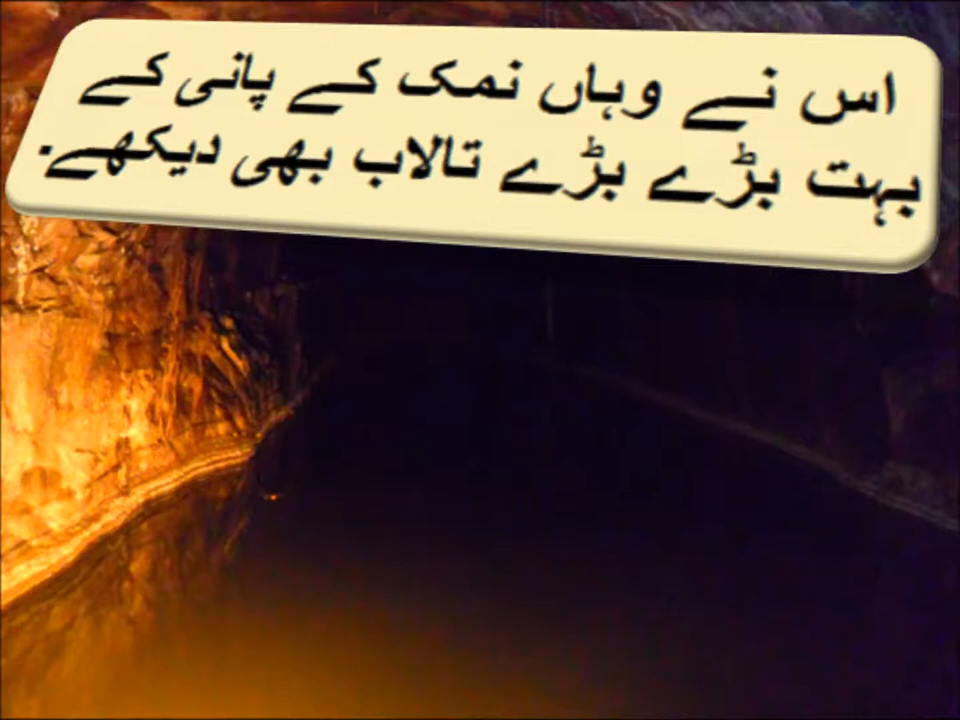 اس نے وہاں نمک کے پانی کے
بہت بڑے بڑے تالاب بھی دیکھے.